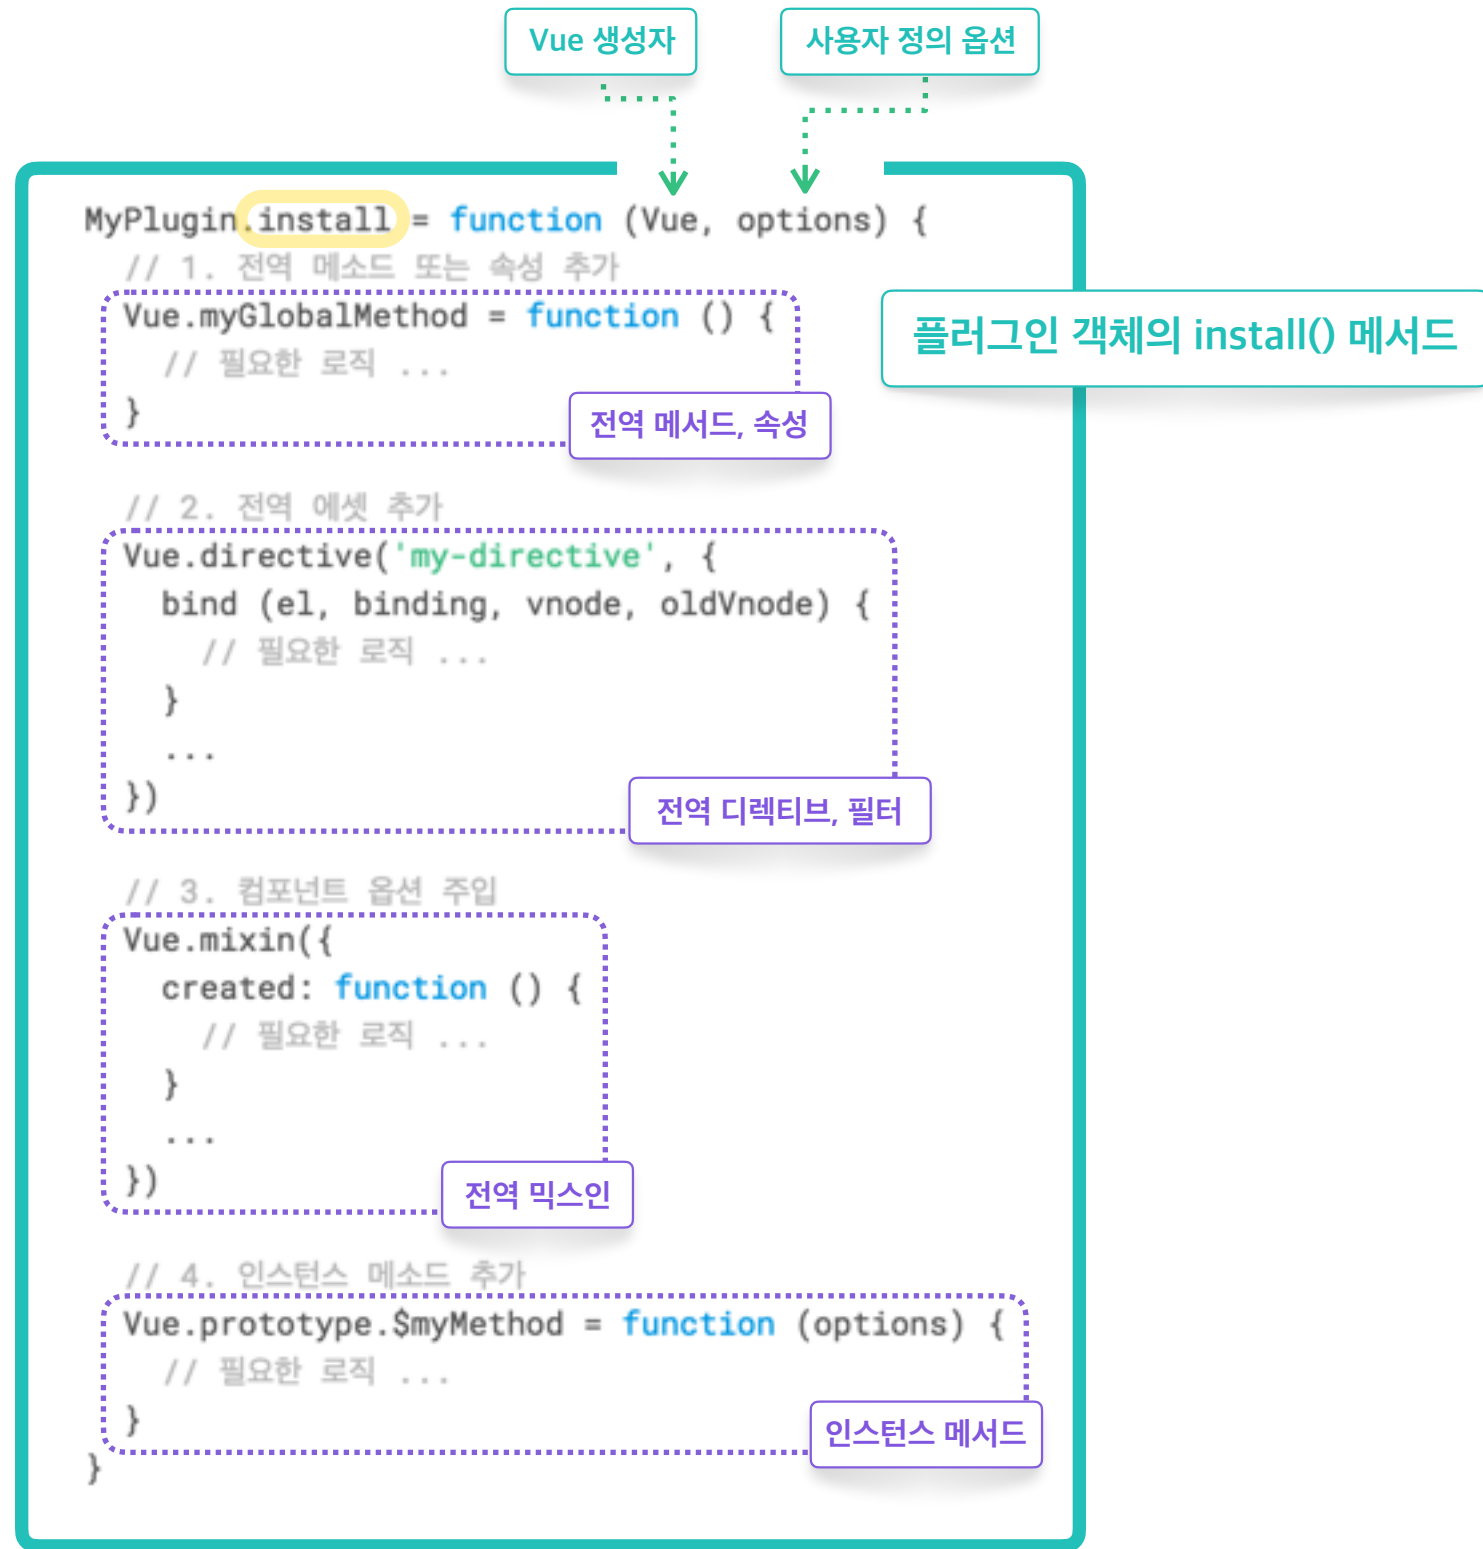 Vue 생성자
사용자 정의 옵션
MyPlugin.install = function (Vue, options) {
// 1. 전역 메소드 또는 속성 추가
Vue.myGlobalMethod = function () {
// 필요한 로직 ...
}
전역 메서드, 속성
플러그인 객체의 install() 메서드
// 2. 전역 에셋 추가
Vue.directive('my-directive', {
bind (el, binding, vnode, oldVnode) {
// 필요한 로직 ...
}
...
})
전역 디렉티브, 필터
// 3. 컴포넌트 옵션 주입
Vue.mixin({
created: function () {
// 필요한 로직 ...
}
...
})
전역 믹스인
// 4. 인스턴스 메소드 추가
Vue.prototype.$myMethod = function (options) {
// 필요한 로직 ...
}
인스턴스 메서드
}